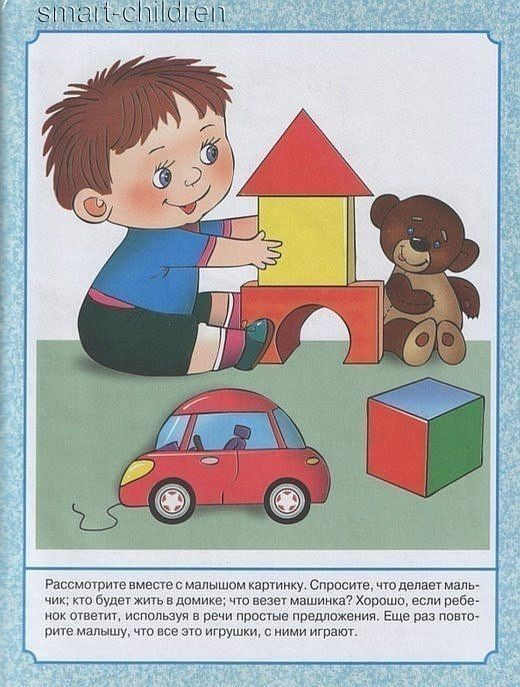 smart-children
Рассмотрите вместе с малышом картинку. Спросите, что делает маль-
чик; кто будет жить в домике; что везет машинка? Хорошо, если ребе-
нок ответит, используя в речи простые предложения. Еще раз повто-
рите малышу, что все это игрушки, с ними играют.